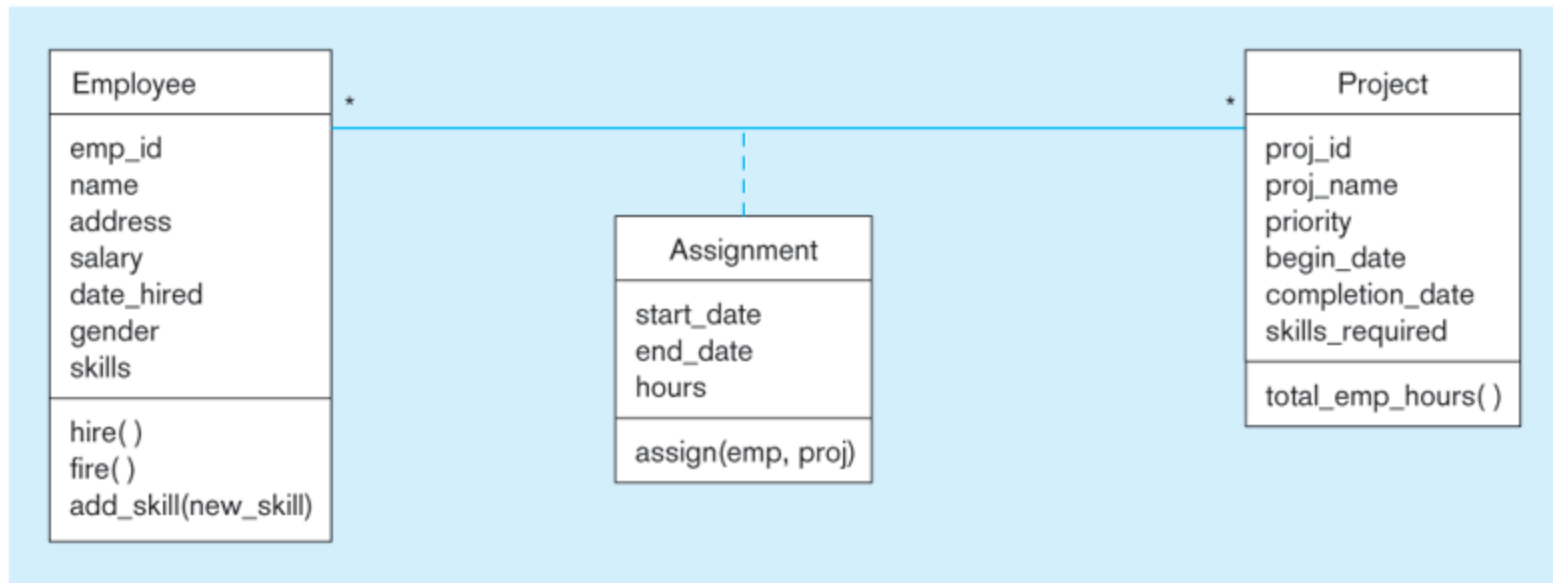 Employee
emp_id
name
address
salary
date_hired
gender
skills
hire( )
fire( )
add_skill(new_skill)
*
*
Assignment
start_date
end_date
hours
assign(emp, proj)
Project
proj_id
proj_name
priority
begin_date
completion_date
skills_required
total_emp_hours( )